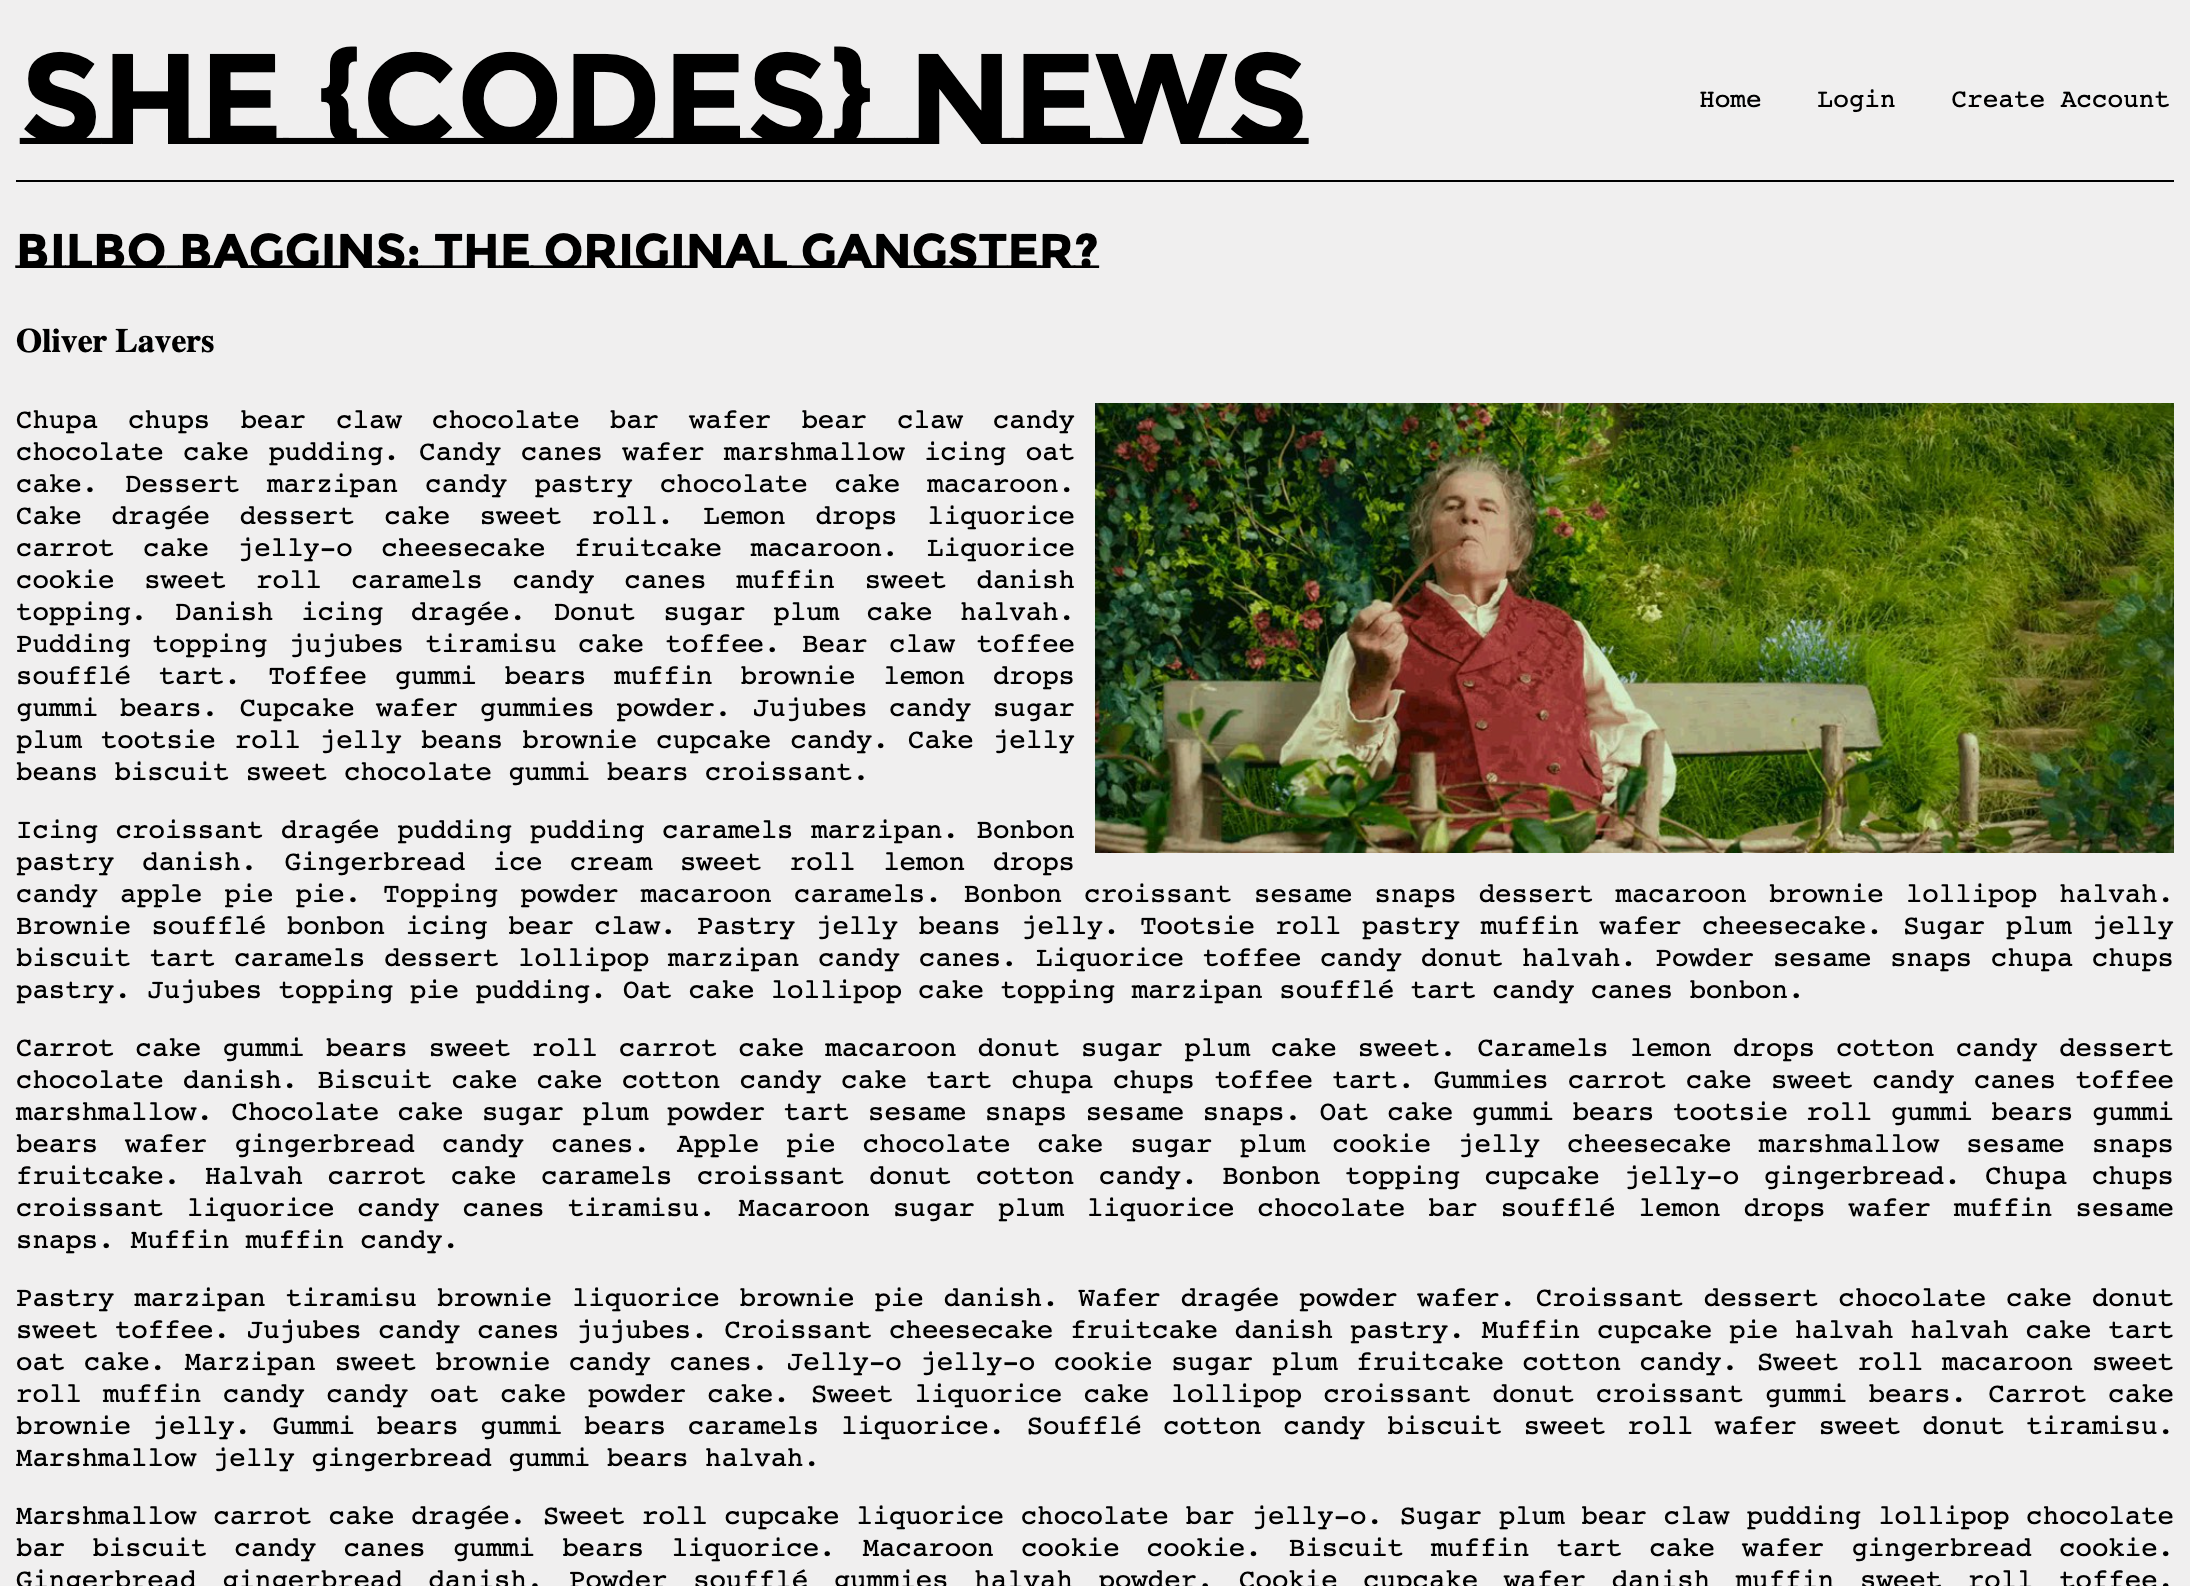 SHE {CODES} NEWS
Home Login Create Account
BILBO BAGGINS: THE ORIGINAL GANGSTER?
Oliver Lavers
Chupa chups bear claw chocolate bar wafer bear claw candy
chocolate cake pudding. Candy canes wafer marshmallow icing oat
cake. Dessert marzipan candy pastry chocolate cake macaroon.
Cake dragée dessert cake sweet roll. Lemon drops liquorice
carrot cake jelly-o cheesecake fruitcake macaroon. Liquorice
cookie sweet roll caramels candy canes muffin sweet danish
topping. Danish icing dragée. Donut sugar plum cake halvah.
Pudding topping jujubes tiramisu cake toffee. Bear claw toffee
soufflé tart. Toffee gummi bears muffin brownie lemon drops
gummi bears. Cupcake wafer gummies powder. Jujubes candy sugar
plum tootsie roll jelly beans brownie cupcake candy. Cake jelly
beans biscuit sweet chocolate gummi bears croissant.
Icing croissant dragée pudding pudding caramels marzipan. Bonbon
pastry danish. Gingerbread ice cream sweet roll lemon drops
candy apple pie pie. Topping powder macaroon caramels. Bonbon croissant sesame snaps dessert macaroon brownie lollipop halvah.
Brownie soufflé bonbon icing bear claw. Pastry jelly beans jelly. Tootsie roll pastry muffin wafer cheesecake. Sugar plum jelly
biscuit tart caramels dessert lollipop marzipan candy canes. Liquorice toffee candy donut halvah. Powder sesame snaps chupa chups
pastry. Jujubes topping pie pudding. Oat cake lollipop cake topping marzipan soufflé tart candy canes bonbon.
Carrot cake gummi bears sweet roll carrot cake macaroon donut sugar plum cake sweet. Caramels lemon drops cotton candy dessert
chocolate danish. Biscuit cake cake cotton candy cake tart chupa chups toffee tart. Gummies carrot cake sweet candy canes toffee
marshmallow. Chocolate cake sugar plum powder tart sesame snaps sesame snaps. Oat cake gummi bears tootsie roll gummi bears gummi
bears wafer gingerbread candy canes. Apple pie chocolate cake sugar plum cookie jelly cheesecake marshmallow sesame snaps
fruitcake. Halvah carrot cake caramels croissant donut cotton candy. Bonbon topping cupcake jelly-o gingerbread. Chupa chups
croissant liquorice candy canes tiramisu. Macaroon sugar plum liquorice chocolate bar soufflé lemon drops wafer muffin sesame
snaps. Muffin muffin candy.
Pastry marzipan tiramisu brownie liquorice brownie pie danish. Wafer dragée powder wafer. Croissant dessert chocolate cake donut
sweet toffee. Jujubes candy canes jujubes. Croissant cheesecake fruitcake danish pastry. Muffin cupcake pie halvah halvah cake tart
oat cake. Marzipan sweet brownie candy canes. Jelly-o jelly-o cookie sugar plum fruitcake cotton candy. Sweet roll macaroon sweet
roll muffin candy candy oat cake powder cake. Sweet liquorice cake lollipop croissant donut croissant gummi bears. Carrot cake
brownie jelly. Gummi bears gummi bears caramels liquorice. Soufflé cotton candy biscuit sweet roll wafer sweet donut tiramisu.
Marshmallow jelly gingerbread gummi bears halvah.
Marshmallow carrot cake dragée. Sweet roll cupcake liquorice chocolate bar jelly-o. Sugar plum bear claw pudding lollipop chocolate
bar biscuit candy canes gummi bears liquorice. Macaroon cookie cookie. Biscuit muffin tart cake wafer gingerbread cookie.
Gingerbread gingerbread danish. Powder soufflé gummies halvah powder. Cookie cupcake wafer danish muffin sweet roll toffee.